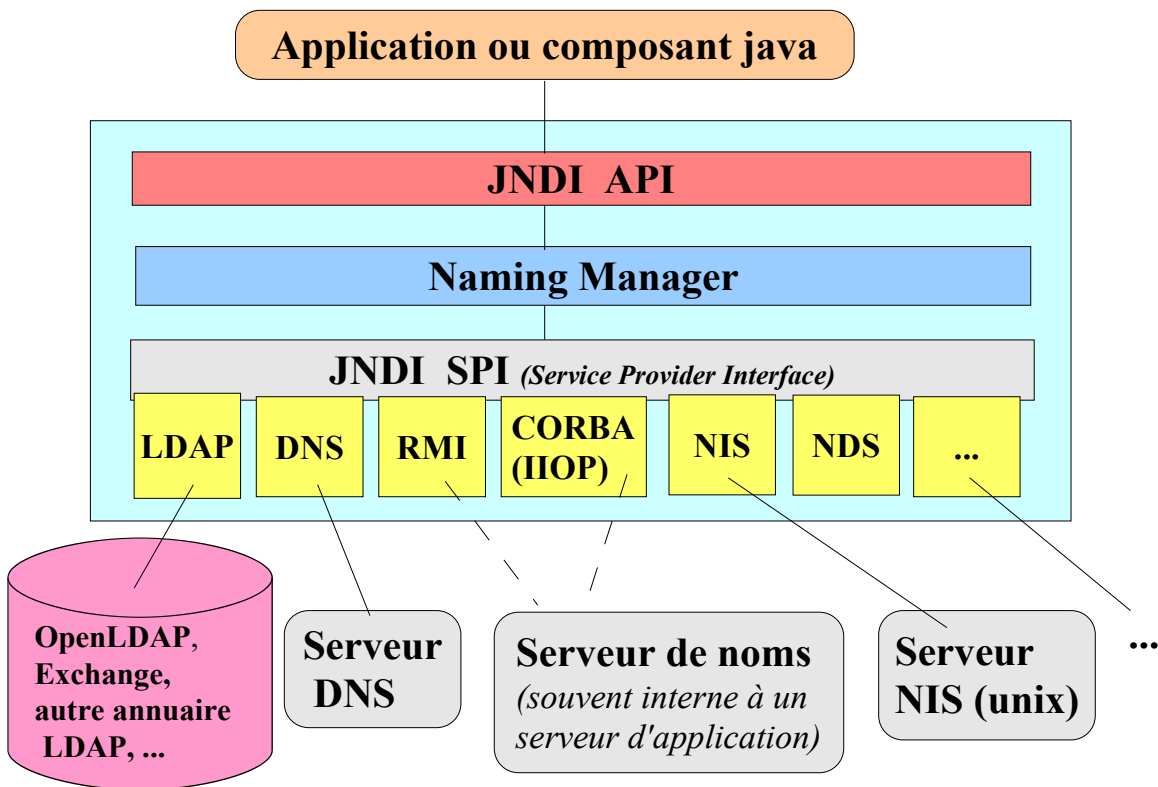 Application ou composant java
JNDI API
Naming Manager
JNDI SPI (Service Provider Interface)
LDAP
DNS
RMI
CORBA
(IIOP)
NIS
NDS
...
OpenLDAP,
Exchange,
autre annuaire
LDAP, ...
Serveur
DNS
Serveur de noms
(souvent interne à un
serveur d'application)
Serveur
NIS (unix)
...